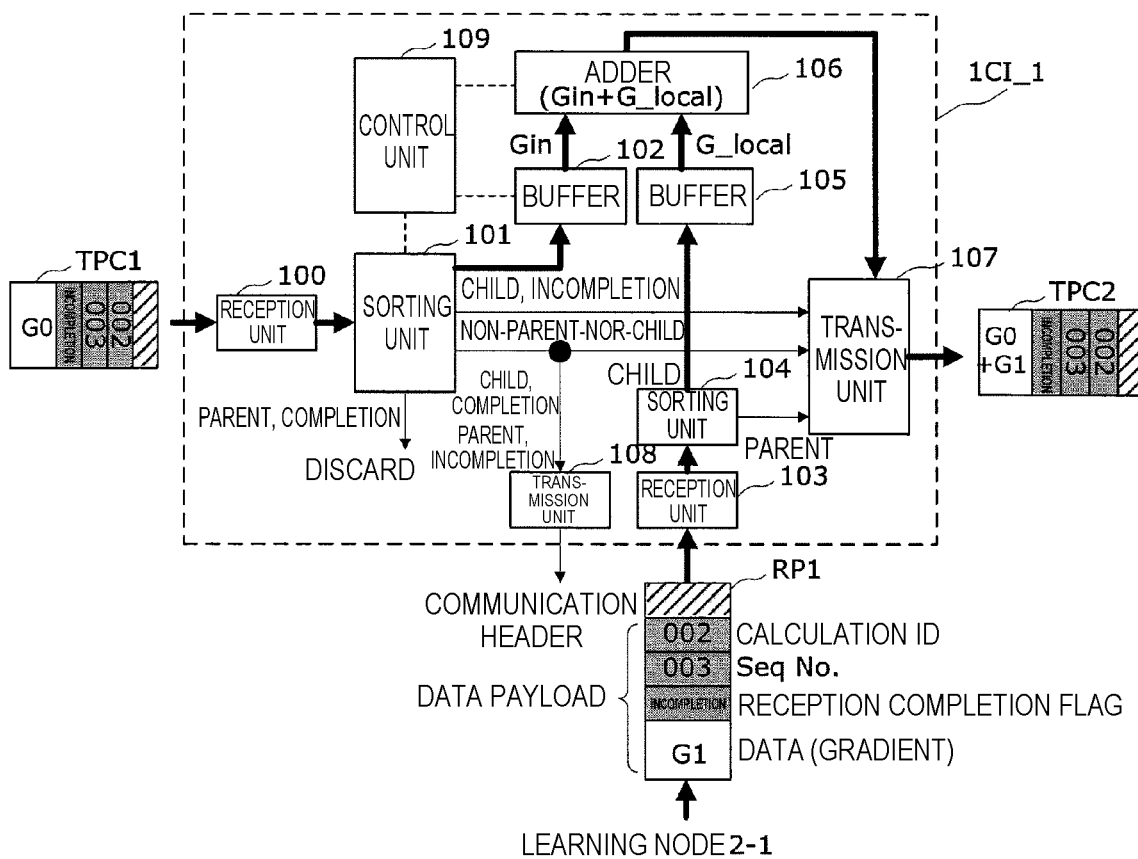 109
ADDER
(Gin+G_local)
106
1CI_1
CONTROL
UNIT
Gin
102
G_local
BUFFER
BUFFER
105
101
TPC1
100
107
TPC2
G0
INCOMPLETION
003
002
RECEPTION
UNIT
SORTING
UNIT
CHILD, INCOMPLETION
NON-PARENT-NOR-CHILD
TRANS-
MISSION
UNIT
G0
+G1
INCOMPLETION
003
002
CHILD
104
CHILD,
COMPLETION
PARENT,
INCOMPLETION
SORTING
UNIT
PARENT
PARENT, COMPLETION
DISCARD
108
TRANS-
MISSION
UNIT
RECEPTION
UNIT
103
RP1
COMMUNICATION
HEADER
002
CALCULATION ID
003
Seq No.
DATA PAYLOAD
INCOMPLETION
RECEPTION COMPLETION FLAG
G1
DATA (GRADIENT)
LEARNING NODE 2-1